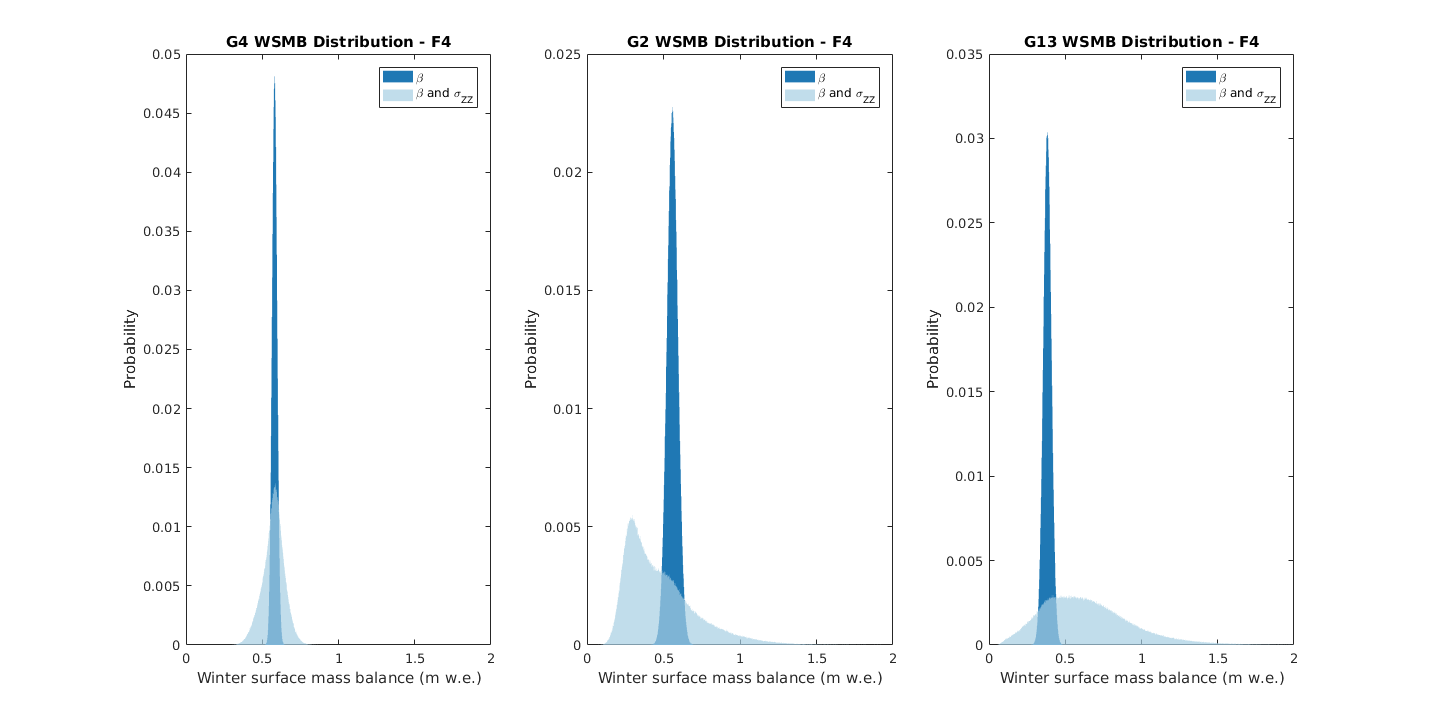 G4 WSMB Distribution - F4
β
β and σZZ
0.05
0.045
0.04
0.035
0.03
0.025
0.02
0.015
0.01
0.005
0
0 0.5 1 1.5 2
Probability
Winter surface mass balance (m w.e.)
G2 WSMB Distribution - F4
β
β and σZZ
0.025
0.02
0.015
0.01
0.005
0
0 0.5 1 1.5 2
Probability
Winter surface mass balance (m w.e.)
G13 WSMB Distribution - F4
β
β and σZZ
0.035
0.03
0.025
0.02
0.015
0.01
0.005
0
0 0.5 1 1.5 2
Probability
Winter surface mass balance (m w.e.)